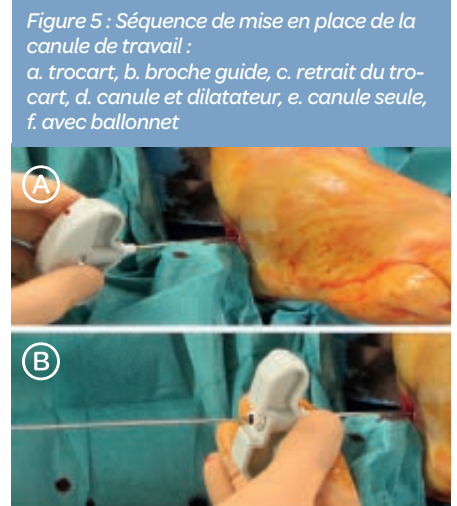 Figure 5 : Séquence de mise en place de la
canule de travail :
a. trocart, b. broche guide, c. retrait du tro-
cart, d. canule et dilatateur, e. canule seule,
f. avec ballonnet
A
B